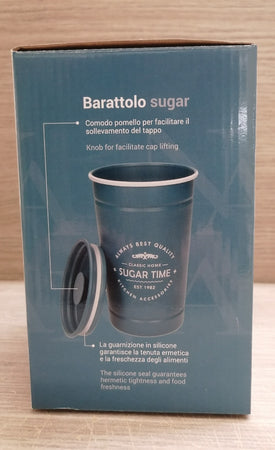 Barattolo sugar
Comodo pomello per facilitare il
sollevamento del tappo
Knob for facilitate cap lifting
ALWAYS BEST QUALITY
CLASSIC HOME
SUGAR TIME
EST 1982
KITCHEN ACCESSORIES
La guarnizione in silicone
garantisce la tenuta ermetica
e la freschezza degli alimenti
The silicone seal guarantees
hermetic tightness and food
freshness